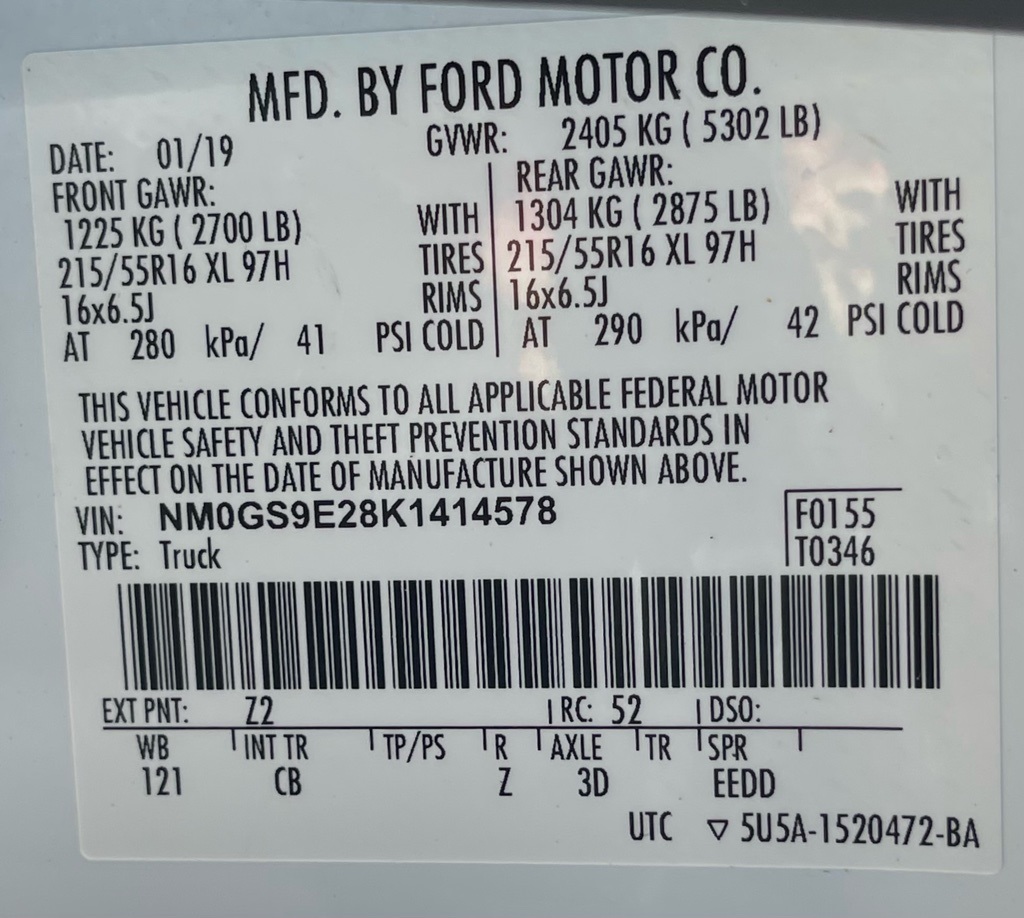 MFD. BY FORD MOTOR CO.
DATE: 01/19 GVWR: 2405 KG ( 5302 LB)
FRONT GAWR: REAR GAWR:
1225 KG ( 2700 LB) WITH 1304 KG ( 2875 LB) WITH
215/55R16 XL 97H TIRES 215/55R16 XL 97H TIRES
16x6.5J RIMS 16x6.5J RIMS
AT 280 kPa/ 41 PSI COLD AT 290 kPa/ 42 PSI COLD
THIS VEHICLE CONFORMS TO ALL APPLICABLE FEDERAL MOTOR
VEHICLE SAFETY AND THEFT PREVENTION STANDARDS IN
EFFECT ON THE DATE OF MANUFACTURE SHOWN ABOVE.
VIN: NM0GS9E28K1414578 F0155
TYPE: Truck T0346
EXT PNT: Z2 RC: 52 DSO:
WB INT TR TP/PS R AXLE TR SPR
121 CB Z 3D EEDD
UTC ▽ 5U5A-1520472-BA